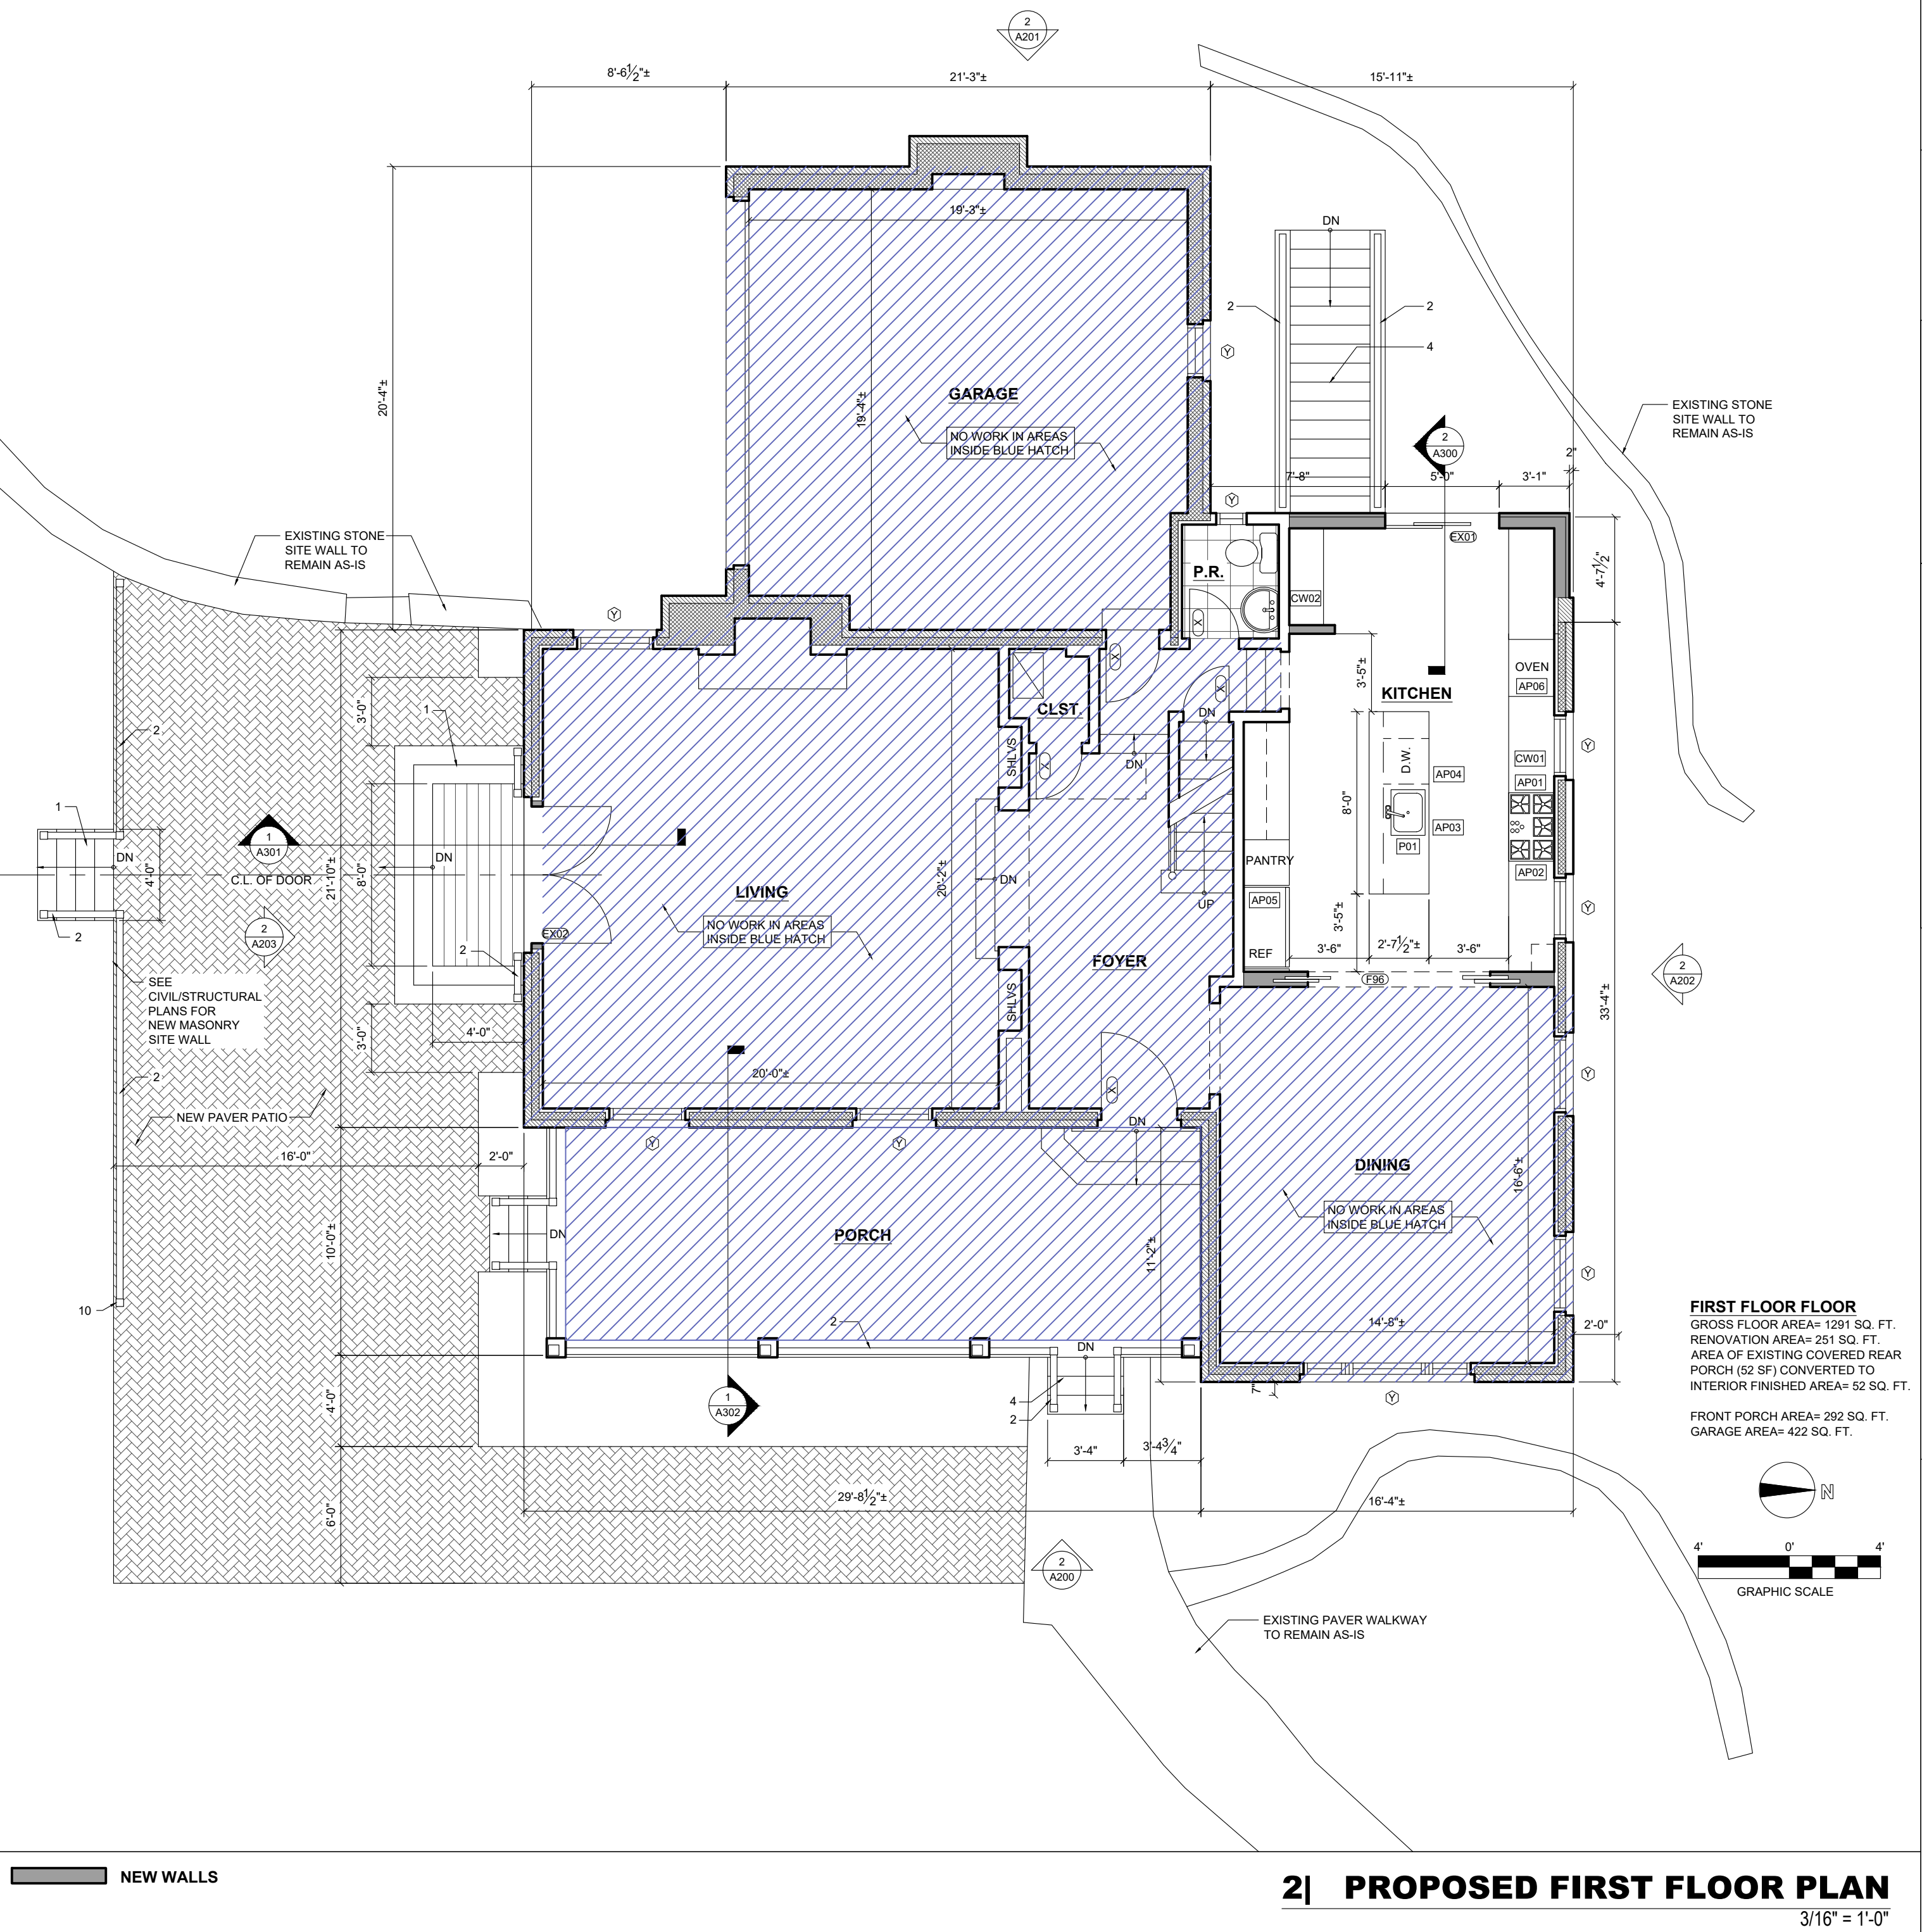 2
A201
8'-6½"±
21'-3"±
15'-11"±
19'-3"±
DN
2
2
4
Y
20'-4"±
19'-4"±
GARAGE
NO WORK IN AREAS
INSIDE BLUE HATCH
EXISTING STONE
SITE WALL TO
REMAIN AS-IS
2
A300
2"
7'-8"
5'-0"
3'-1"
Y
EX01
EXISTING STONE
SITE WALL TO
REMAIN AS-IS
4'-7½"
P.R.
CW02
Y
X
X
X
3'-5"±
OVEN
AP06
KITCHEN
CLST.
DN
3'-0"
1
2
SHLVS
X
DN
D.W.
AP04
CW01
AP01
Y
1
DN
4'-0"
1
A301
C.L. OF DOOR
21'-10"±
8'-0"
DN
8'-0"
AP03
P01
PANTRY
AP02
LIVING
20'-2"±
DN
UP
AP05
Y
2
2
A203
EX02
NO WORK IN AREAS
INSIDE BLUE HATCH
2
3'-5"±
3'-6"
2'-7½"±
3'-6"
REF
FOYER
F96
2
A202
SEE
CIVIL/STRUCTURAL
PLANS FOR
NEW MASONRY
SITE WALL
SHLVS
33'-4"±
4'-0"
3'-0"
2
20'-0"±
X
Y
NEW PAVER PATIO
DN
Y
Y
16'-0"
2'-0"
DINING
16'-6"±
NO WORK IN AREAS
INSIDE BLUE HATCH
10'-0"±
DN
PORCH
11'-2"±
Y
10
2
14'-8"±
2'-0"
FIRST FLOOR FLOOR
GROSS FLOOR AREA= 1291 SQ. FT.
RENOVATION AREA= 251 SQ. FT.
AREA OF EXISTING COVERED REAR
PORCH (52 SF) CONVERTED TO
INTERIOR FINISHED AREA= 52 SQ. FT.
FRONT PORCH AREA= 292 SQ. FT.
GARAGE AREA= 422 SQ. FT.
DN
7"
Y
4'-0"
1
A302
4
2
3'-4"
3'-4¾"
29'-8½"±
16'-4"±
6'-0"
N
4'
0'
4'
GRAPHIC SCALE
2
A200
EXISTING PAVER WALKWAY
TO REMAIN AS-IS
NEW WALLS
2| PROPOSED FIRST FLOOR PLAN
3/16" = 1'-0"